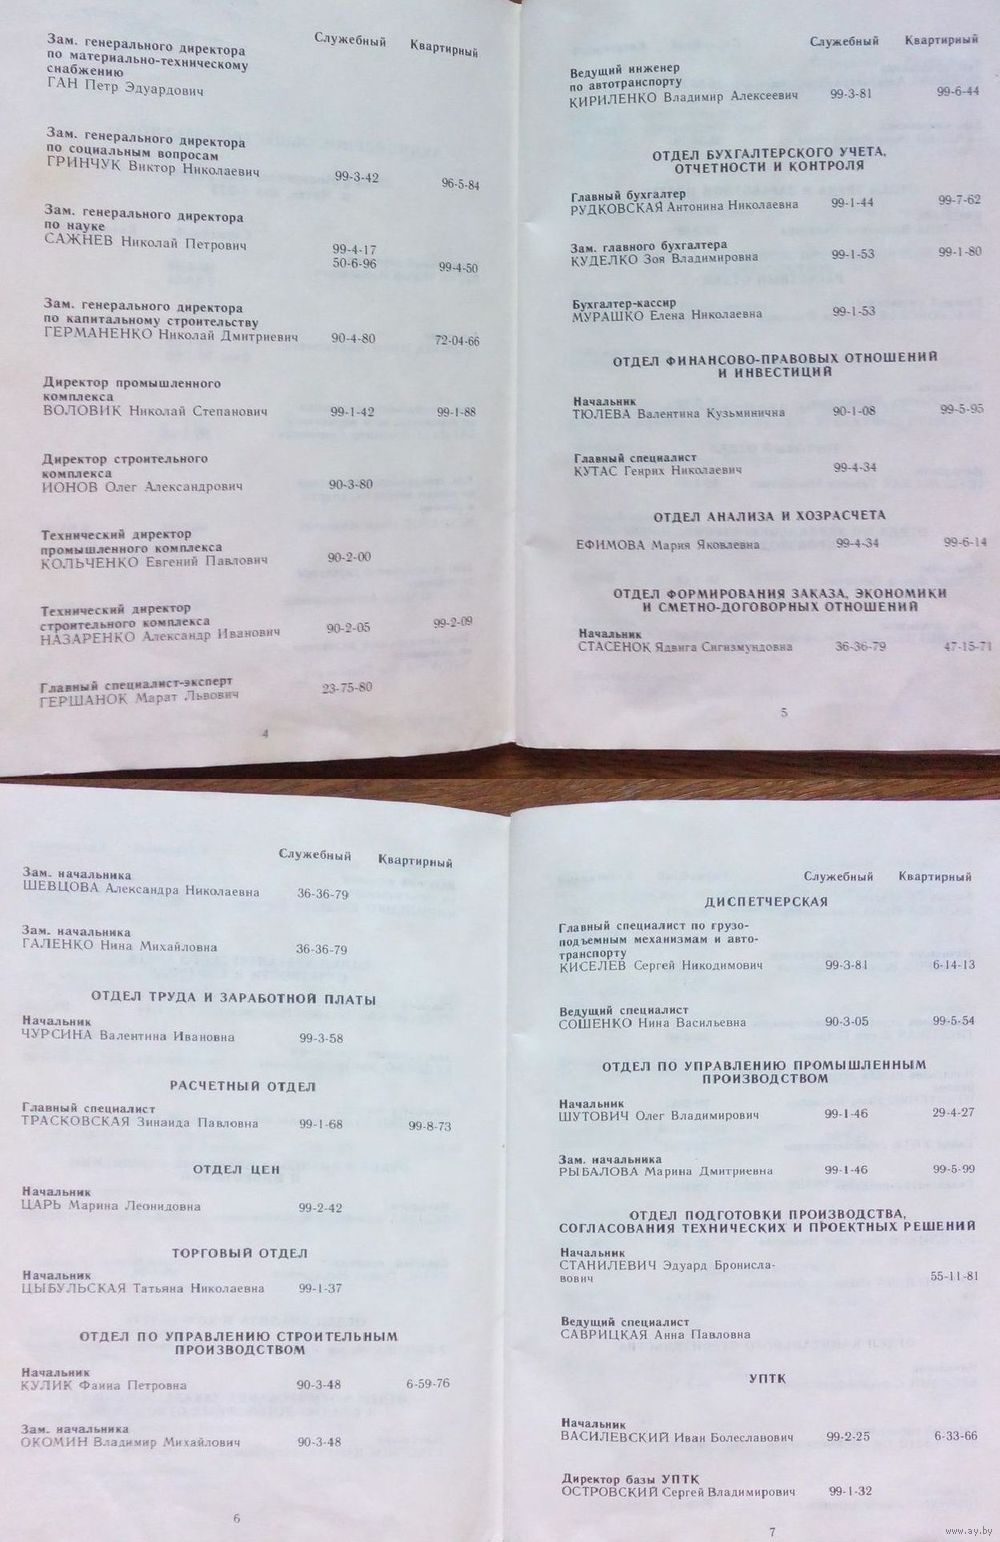 Служебный Квартирный
Зам. генерального директора
по материально-техническому
снабжению
ГАН Петр Эдуардович
Зам. генерального директора
по социальным вопросам
ГРИНЧУК Виктор Николаевич 99-3-42 96-5-84
Зам. генерального директора
по науке
САЖНЕВ Николай Петрович 99-4-17
50-6-96 99-4-50
Зам. генерального директора
по капитальному строительству
ГЕРМАНЕНКО Николай Дмитриевич 90-4-80 72-04-66
Директор промышленного
комплекса
ВОЛОВИК Николай Степанович 99-1-42 99-1-88
Директор строительного
комплекса
ИОНОВ Олег Александрович 90-3-80
Технический директор
промышленного комплекса
КОЛЬЧЕНКО Евгений Павлович 90-2-00
Технический директор
строительного комплекса
НАЗАРЕНКО Александр Иванович 90-2-05 99-2-09
Главный специалист-эксперт
ГЕРШАНОК Марат Львович 23-75-80
4
Служебный Квартирный
Ведущий инженер
по автотранспорту
КИРИЛЕНКО Владимир Алексеевич 99-3-81 99-6-44
ОТДЕЛ БУХГАЛТЕРСКОГО УЧЕТА,
ОТЧЕТНОСТИ И КОНТРОЛЯ
Главный бухгалтер
РУДКОВСКАЯ Антонина Николаевна 99-1-44 99-7-62
Зам. главного бухгалтера
КУДЕЛКО Зоя Владимировна 99-1-53 99-1-80
Бухгалтер-кассир
МУРАШКО Елена Николаевна 99-1-53
ОТДЕЛ ФИНАНСОВО-ПРАВОВЫХ ОТНОШЕНИЙ
И ИНВЕСТИЦИЙ
Начальник
ТЮЛЕВА Валентина Кузьминична 90-1-08 99-5-95
Главный специалист
КУТАС Генрих Николаевич 99-4-34
ОТДЕЛ АНАЛИЗА И ХОЗРАСЧЕТА
ЕФИМОВА Мария Яковлевна 99-4-34 99-6-14
ОТДЕЛ ФОРМИРОВАНИЯ ЗАКАЗА, ЭКОНОМИКИ
И СМЕТНО-ДОГОВОРНЫХ ОТНОШЕНИЙ
Начальник
СТАСЕНОК Ядвига Сигизмундовна 36-36-79 47-15-71
5
Служебный Квартирный
Зам. начальника
ШЕВЦОВА Александра Николаевна 36-36-79
Зам. начальника
ГАЛЕНКО Нина Михайловна 36-36-79
ОТДЕЛ ТРУДА И ЗАРАБОТНОЙ ПЛАТЫ
Начальник
ЧУРСИНА Валентина Ивановна 99-3-58
РАСЧЕТНЫЙ ОТДЕЛ
Главный специалист
ТРАСКОВСКАЯ Зинаида Павловна 99-1-68 99-8-73
ОТДЕЛ ЦЕН
Начальник
ЦАРЬ Марина Леонидовна 99-2-42
ТОРГОВЫЙ ОТДЕЛ
Начальник
ЦЫБУЛЬСКАЯ Татьяна Николаевна 99-1-37
ОТДЕЛ ПО УПРАВЛЕНИЮ СТРОИТЕЛЬНЫМ
ПРОИЗВОДСТВОМ
Начальник
КУЛИК Фаина Петровна 90-3-48 6-59-76
Зам. начальника
ОКОМИН Владимир Михайлович 90-3-48
6
Служебный Квартирный
ДИСПЕТЧЕРСКАЯ
Главный специалист по грузо-
подъемным механизмам и авто-
транспорту
КИСЕЛЕВ Сергей Никодимович 99-3-81 6-14-13
Ведущий специалист
СОШЕНКО Нина Васильевна 90-3-05 99-5-54
ОТДЕЛ ПО УПРАВЛЕНИЮ ПРОМЫШЛЕННЫМ
ПРОИЗВОДСТВОМ
Начальник
ШУТОВИЧ Олег Владимирович 99-1-46 29-4-27
Зам. начальника
РЫБАЛОВА Марина Дмитриевна 99-1-46 99-5-99
ОТДЕЛ ПОДГОТОВКИ ПРОИЗВОДСТВА,
СОГЛАСОВАНИЯ ТЕХНИЧЕСКИХ И ПРОЕКТНЫХ РЕШЕНИЙ
Начальник
СТАНИЛЕВИЧ Эдуард Бронисла-
вович 55-11-81
Ведущий специалист
САВРИЦКАЯ Анна Павловна
УПТК
Начальник
ВАСИЛЕВСКИЙ Иван Болеславович 99-2-25 6-33-66
Директор базы УПТК
ОСТРОВСКИЙ Сергей Владимирович 99-1-32
7
www.ay.by